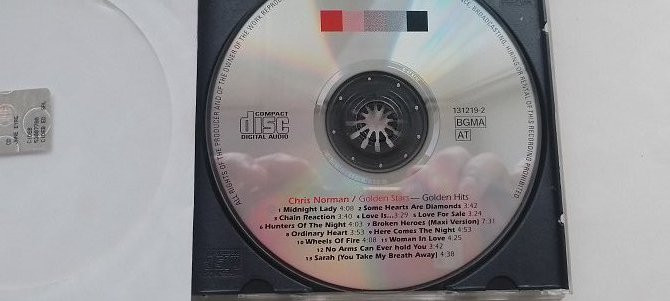 ALL RIGHTS OF THE PRODUCER AND OF THE OWNER OF THE WORK REPRODUCED
BROADCASTING, HIRING OR RENTAL OF THIS RECORDING PROHIBITED
COMPACT
disc
DIGITAL AUDIO
131219-2
BGMA
AT
Chris Norman / Golden Stars — Golden Hits
1 Midnight Lady 4:08 2 Some Hearts Are Diamonds 3:42
3 Chain Reaction 3:40 4 Love Is... 3:29 5 Love For Sale 3:24
6 Hunters Of The Night 4:03 7 Broken Heroes (Maxi Version) 7:31
8 Ordinary Heart 3:53 9 Here Comes The Night 4:53
10 Wheels Of Fire 4:08 11 Woman In Love 4:25
12 No Arms Can Ever hold You 3:42
13 Sarah (You Take My Breath Away) 4:38